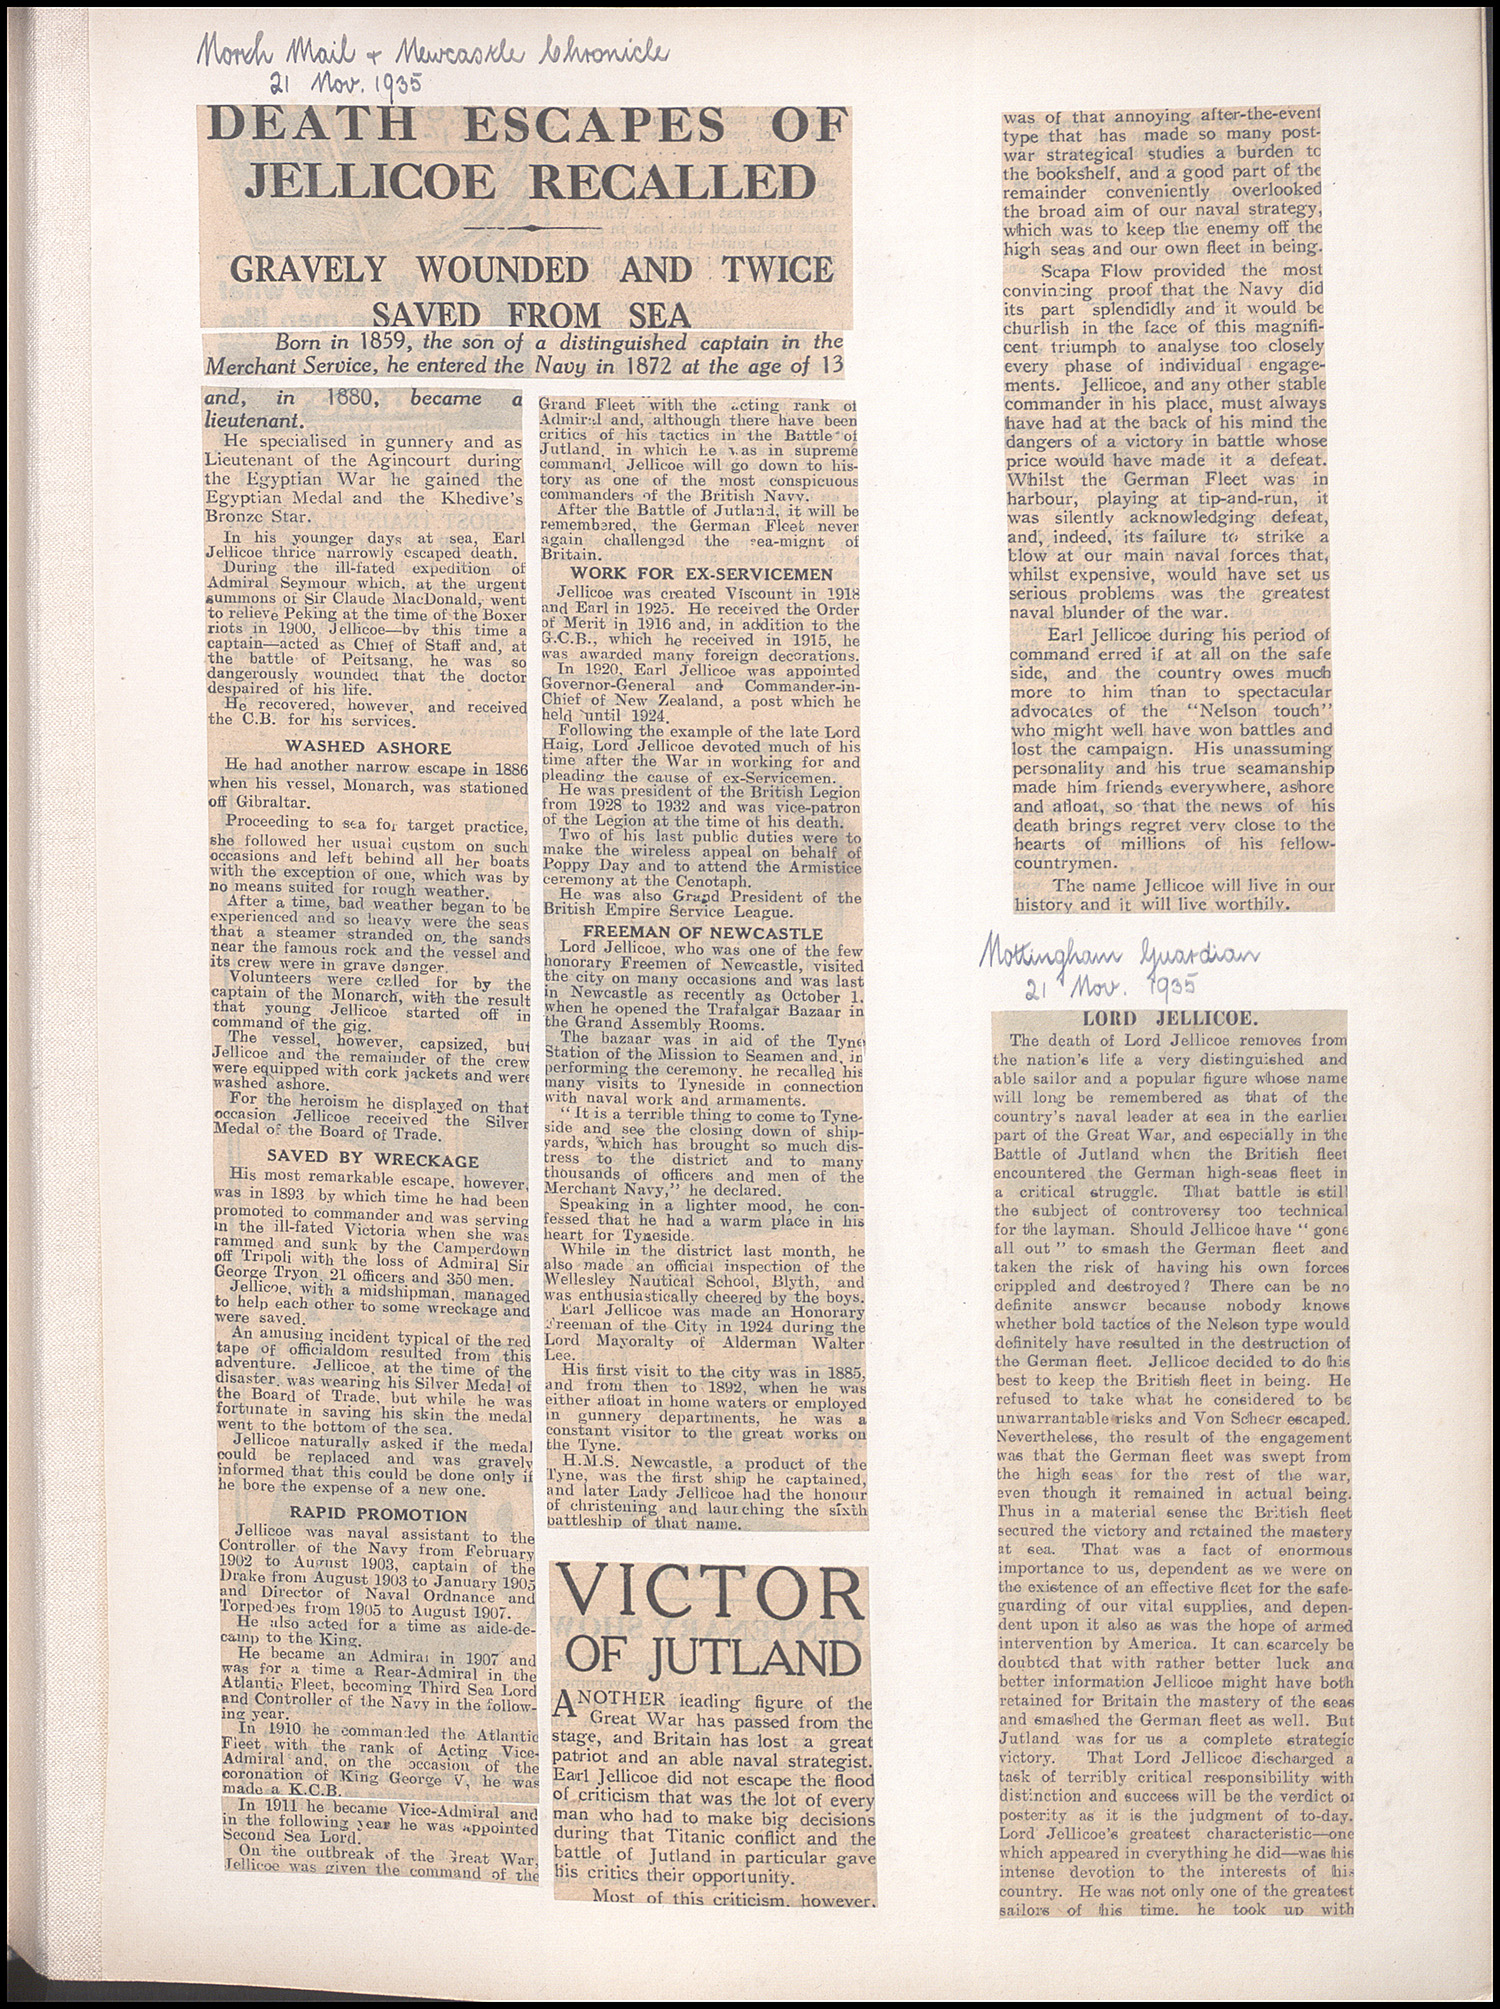 North Mail + Newcastle Chronicle
21 Nov. 1935
DEATH ESCAPES OF
JELLICOE RECALLED
GRAVELY WOUNDED AND TWICE
SAVED FROM SEA
Born in 1859, the son of a distinguished captain in the
Merchant Service, he entered the Navy in 1872 at the age of 13
and, in 1880, became a
lieutenant.
He specialised in gunnery and as
Lieutenant of the Agincourt during
the Egyptian War he gained the
Egyptian Medal and the Khedive's
Bronze Star.
In his younger days at sea, Earl
Jellicoe thrice narrowly escaped death.
During the ill-fated expedition of
Admiral Seymour which, at the urgent
summons of Sir Claude MacDonald, went
to relieve Peking at the time of the Boxer
riots in 1900, Jellicoe—by this time a
captain—acted as Chief of Staff and, at
the battle of Peitsang, he was so
dangerously wounded that the doctor
despaired of his life.
He recovered, however, and received
the C.B. for his services.
WASHED ASHORE
He had another narrow escape in 1886
when his vessel, Monarch, was stationed
off Gibraltar.
Proceeding to sea for target practice,
she followed her usual custom on such
occasions and left behind all her boats
with the exception of one, which was by
no means suited for rough weather.
After a time, bad weather began to be
experienced and so heavy were the seas
that a steamer stranded on the sands
near the famous rock and the vessel and
its crew were in grave danger.
Volunteers were called for by the
captain of the Monarch, with the result
that young Jellicoe started off in
command of the gig.
The vessel, however, capsized, but
Jellicoe and the remainder of the crew
were equipped with cork jackets and were
washed ashore.
For the heroism he displayed on that
occasion Jellicoe received the Silver
Medal of the Board of Trade.
SAVED BY WRECKAGE
His most remarkable escape, however,
was in 1893 by which time he had been
promoted to commander and was serving
in the ill-fated Victoria when she was
rammed and sunk by the Camperdown
off Tripoli with the loss of Admiral Sir
George Tryon, 21 officers and 350 men.
Jellicoe, with a midshipman, managed
to help each other to some wreckage and
were saved.
An amusing incident typical of the red
tape of officialdom resulted from this
adventure. Jellicoe, at the time of the
disaster, was wearing his Silver Medal of
the Board of Trade, but while he was
fortunate in saving his skin the medal
went to the bottom of the sea.
Jellicoe naturally asked if the medal
could be replaced and was gravely
informed that this could be done only if
he bore the expense of a new one.
RAPID PROMOTION
Jellicoe was naval assistant to the
Controller of the Navy from February
1902 to August 1903, captain of the
Drake from August 1903 to January 1905
and Director of Naval Ordnance and
Torpedoes from 1905 to August 1907.
He also acted for a time as aide-de-
camp to the King.
He became an Admiral in 1907 and
was for a time a Rear-Admiral in the
Atlantic Fleet, becoming Third Sea Lord
and Controller of the Navy in the follow-
ing year.
In 1910 he commanded the Atlantic
Fleet with the rank of Acting Vice-
Admiral and, on the occasion of the
coronation of King George V, he was
made a K.C.B.
In 1911 he became Vice-Admiral and
in the following year he was appointed
Second Sea Lord.
On the outbreak of the Great War,
Jellicoe was given the command of the
Grand Fleet with the acting rank of
Admiral and, although there have been
critics of his tactics in the Battle of
Jutland, in which he was in supreme
command, Jellicoe will go down to his-
tory as one of the most conspicuous
commanders of the British Navy.
After the Battle of Jutland, it will be
remembered, the German Fleet never
again challenged the sea-might of
Britain.
WORK FOR EX-SERVICEMEN
Jellicoe was created Viscount in 1918
and Earl in 1925. He received the Order
of Merit in 1916 and, in addition to the
G.C.B., which he received in 1915, he
was awarded many foreign decorations.
In 1920, Earl Jellicoe was appointed
Governor-General and Commander-in-
Chief of New Zealand, a post which he
held until 1924.
Following the example of the late Lord
Haig, Lord Jellicoe devoted much of his
time after the War in working for and
pleading the cause of ex-Servicemen.
He was president of the British Legion
from 1928 to 1932 and was vice-patron
of the Legion at the time of his death.
Two of his last public duties were to
make the wireless appeal on behalf of
Poppy Day and to attend the Armistice
ceremony at the Cenotaph.
He was also Grand President of the
British Empire Service League.
FREEMAN OF NEWCASTLE
Lord Jellicoe, who was one of the few
honorary Freemen of Newcastle, visited
the city on many occasions and was last
in Newcastle as recently as October 1,
when he opened the Trafalgar Bazaar in
the Grand Assembly Rooms.
The bazaar was in aid of the Tyne
Station of the Mission to Seamen and, in
performing the ceremony, he recalled his
many visits to Tyneside in connection
with naval work and armaments.
"It is a terrible thing to come to Tyne-
side and see the closing down of ship-
yards, which has brought so much dis-
tress to the district and to many
thousands of officers and men of the
Merchant Navy," he declared.
Speaking in a lighter mood, he con-
fessed that he had a warm place in his
heart for Tyneside.
While in the district last month, he
also made an official inspection of the
Wellesley Nautical School, Blyth, and
was enthusiastically cheered by the boys.
Earl Jellicoe was made an Honorary
Freeman of the City in 1924 during the
Lord Mayoralty of Alderman Walter
Lee.
His first visit to the city was in 1885,
and from then to 1892, when he was
either afloat in home waters or employed
in gunnery departments, he was a
constant visitor to the great works on
the Tyne.
H.M.S. Newcastle, a product of the
Tyne, was the first ship he captained,
and later Lady Jellicoe had the honour
of christening and launching the sixth
battleship of that name.
VICTOR
OF JUTLAND
ANOTHER leading figure of the
Great War has passed from the
stage, and Britain has lost a great
patriot and an able naval strategist.
Earl Jellicoe did not escape the flood
of criticism that was the lot of every
man who had to make big decisions
during that Titanic conflict and the
battle of Jutland in particular gave
his critics their opportunity.
Most of this criticism, however,
was of that annoying after-the-event
type that has made so many post-
war strategical studies a burden to
the bookshelf, and a good part of the
remainder conveniently overlooked
the broad aim of our naval strategy,
which was to keep the enemy off the
high seas and our own fleet in being.
Scapa Flow provided the most
convincing proof that the Navy did
its part splendidly and it would be
churlish in the face of this magnifi-
cent triumph to analyse too closely
every phase of individual engage-
ments. Jellicoe, and any other stable
commander in his place, must always
have had at the back of his mind the
dangers of a victory in battle whose
price would have made it a defeat.
Whilst the German Fleet was in
harbour, playing at tip-and-run, it
was silently acknowledging defeat,
and, indeed, its failure to strike a
blow at our main naval forces that,
whilst expensive, would have set us
serious problems was the greatest
naval blunder of the war.
Earl Jellicoe during his period of
command erred if at all on the safe
side, and the country owes much
more to him than to spectacular
advocates of the "Nelson touch"
who might well have won battles and
lost the campaign. His unassuming
personality and his true seamanship
made him friends everywhere, ashore
and afloat, so that the news of his
death brings regret very close to the
hearts of millions of his fellow-
countrymen.
The name Jellicoe will live in our
history and it will live worthily.
Nottingham Guardian
21 Nov. 1935
LORD JELLICOE.
The death of Lord Jellicoe removes from
the nation's life a very distinguished and
able sailor and a popular figure whose name
will long be remembered as that of the
country's naval leader at sea in the earlier
part of the Great War, and especially in the
Battle of Jutland when the British fleet
encountered the German high-seas fleet in
a critical struggle. That battle is still
the subject of controversy too technical
for the layman. Should Jellicoe have "gone
all out" to smash the German fleet and
taken the risk of having his own forces
crippled and destroyed? There can be no
definite answer because nobody knows
whether bold tactics of the Nelson type would
definitely have resulted in the destruction of
the German fleet. Jellicoe decided to do his
best to keep the British fleet in being. He
refused to take what he considered to be
unwarrantable risks and Von Scheer escaped.
Nevertheless, the result of the engagement
was that the German fleet was swept from
the high seas for the rest of the war,
even though it remained in actual being.
Thus in a material sense the British fleet
secured the victory and retained the mastery
at sea. That was a fact of enormous
importance to us, dependent as we were on
the existence of an effective fleet for the safe-
guarding of our vital supplies, and depen-
dent upon it also as was the hope of armed
intervention by America. It can scarcely be
doubted that with rather better luck and
better information Jellicoe might have both
retained for Britain the mastery of the seas
and smashed the German fleet as well. But
Jutland was for us a complete strategic
victory. That Lord Jellicoe discharged a
task of terribly critical responsibility with
distinction and success will be the verdict of
posterity as it is the judgment of to-day.
Lord Jellicoe's greatest characteristic—one
which appeared in everything he did—was his
intense devotion to the interests of his
country. He was not only one of the greatest
sailors of his time, he took up with